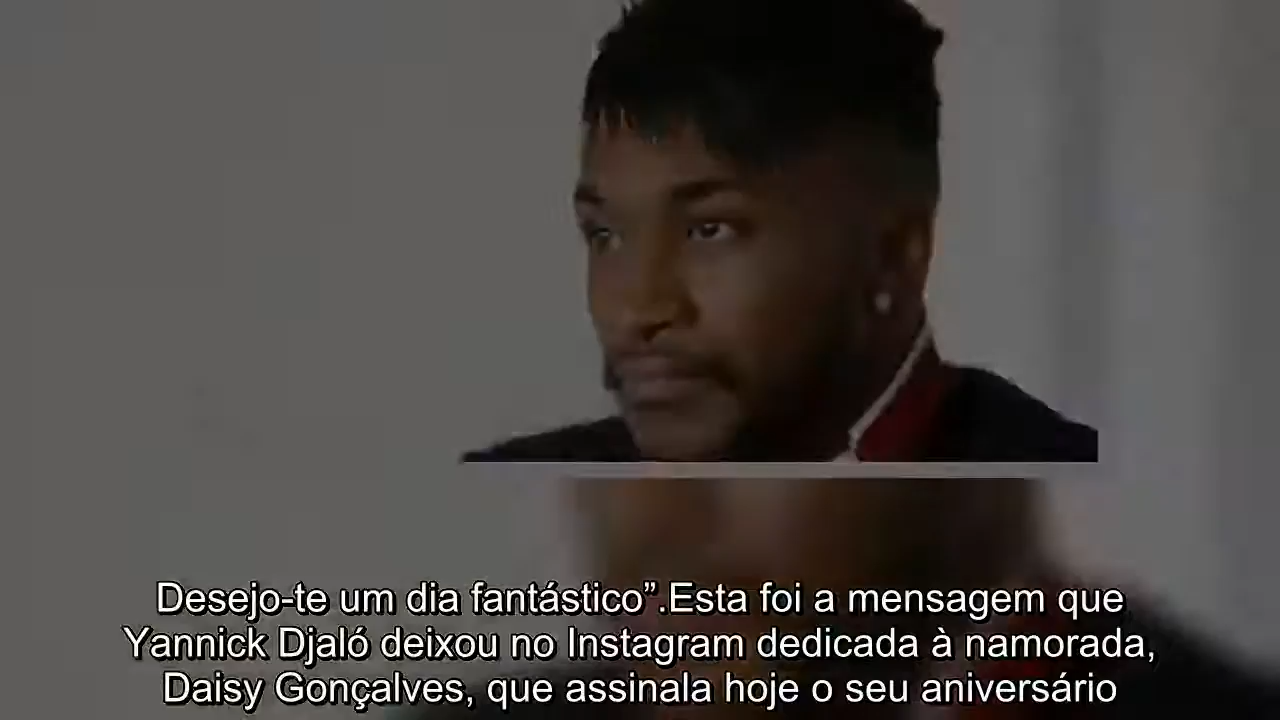 Desejo-te um dia fantástico”.Esta foi a mensagem que
Yannick Djaló deixou no Instagram dedicada à namorada,
Daisy Gonçalves, que assinala hoje o seu aniversário